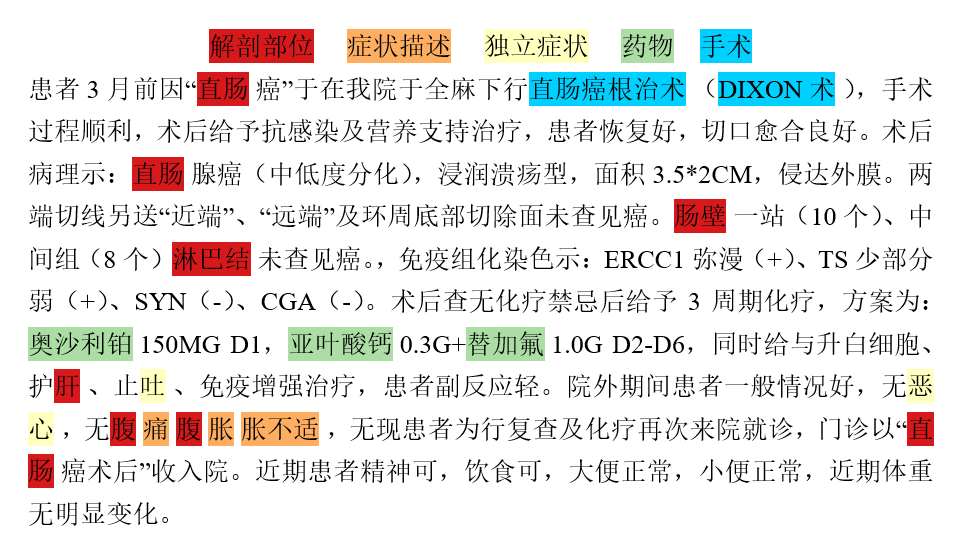 解剖部位 症状描述 独立症状 药物 手术
患者 3 月前因“直肠 癌”于在我院于全麻下行直肠癌根治术（DIXON 术 ），手术
过程顺利，术后给予抗感染及营养支持治疗，患者恢复好，切口愈合良好。术后
病理示：直肠 腺癌（中低度分化），浸润溃疡型，面积 3.5*2CM，侵达外膜。两
端切线另送“近端”、“远端”及环周底部切除面未查见癌。肠壁 一站（10 个）、中
间组（8 个）淋巴结 未查见癌。，免疫组化染色示：ERCC1 弥漫（+）、TS 少部分
弱（+）、SYN（-）、CGA（-）。术后查无化疗禁忌后给予 3 周期化疗，方案为：
奥沙利铂 150MG D1，亚叶酸钙 0.3G+替加氟 1.0G D2-D6，同时给与升白细胞、
护肝 、止吐 、免疫增强治疗，患者副反应轻。院外期间患者一般情况好，无恶
心 ，无腹 痛 腹 胀 胀不适 ，无现患者为行复查及化疗再次来院就诊，门诊以“直
肠 癌术后”收入院。近期患者精神可，饮食可，大便正常，小便正常，近期体重
无明显变化。